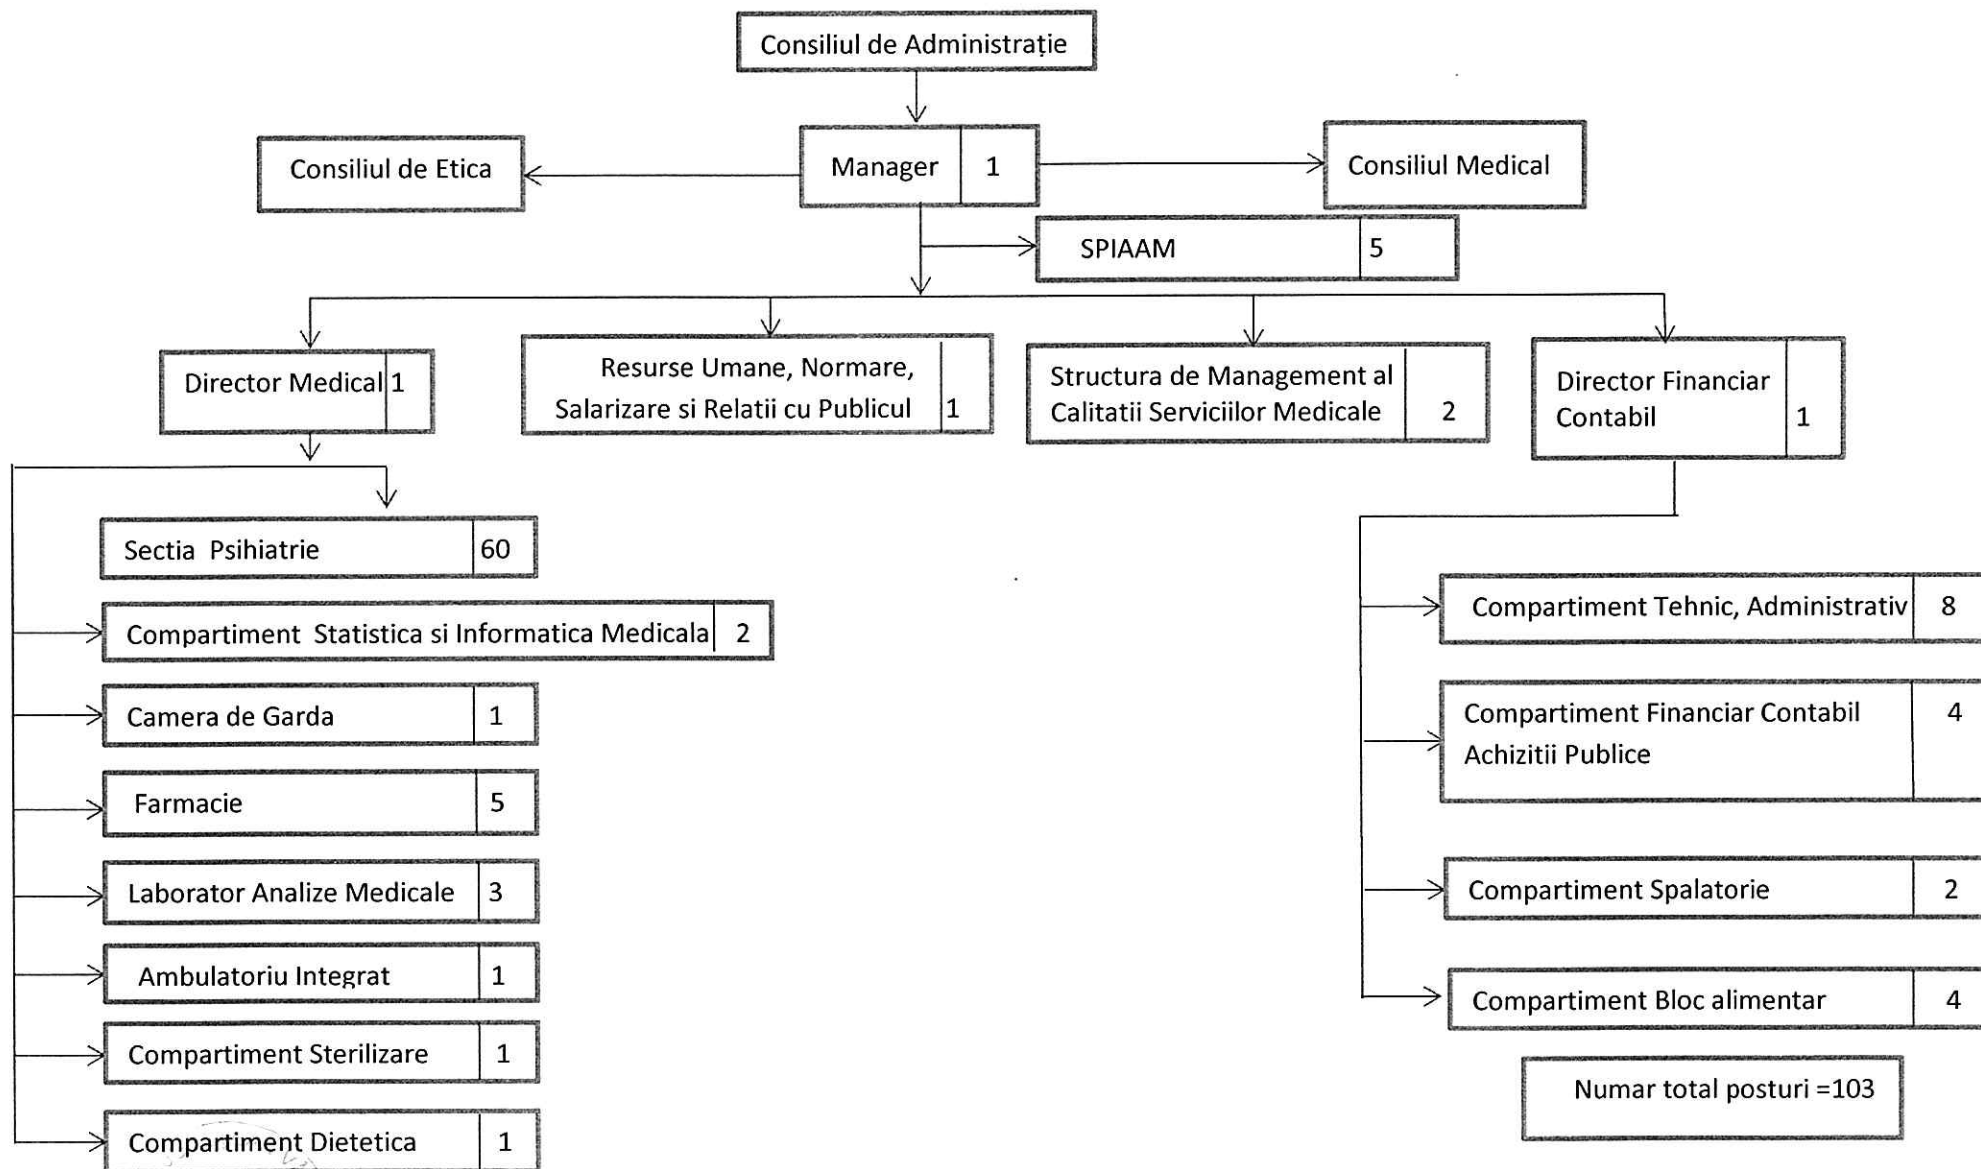 Consiliul de Administrație
Consiliul de Etica
Manager 1
Consiliul Medical
SPIAAM 5
Director Medical 1
Resurse Umane, Normare,
Salarizare si Relatii cu Publicul 1
Structura de Management al
Calitatii Serviciilor Medicale 2
Director Financiar
Contabil 1
Sectia Psihiatrie 60
Compartiment Statistica si Informatica Medicala 2
Camera de Garda 1
Farmacie 5
Laborator Analize Medicale 3
Ambulatoriu Integrat 1
Compartiment Sterilizare 1
Compartiment Dietetica 1
Compartiment Tehnic, Administrativ 8
Compartiment Financiar Contabil 4
Achizitii Publice
Compartiment Spalatorie 2
Compartiment Bloc alimentar 4
Numar total posturi =103